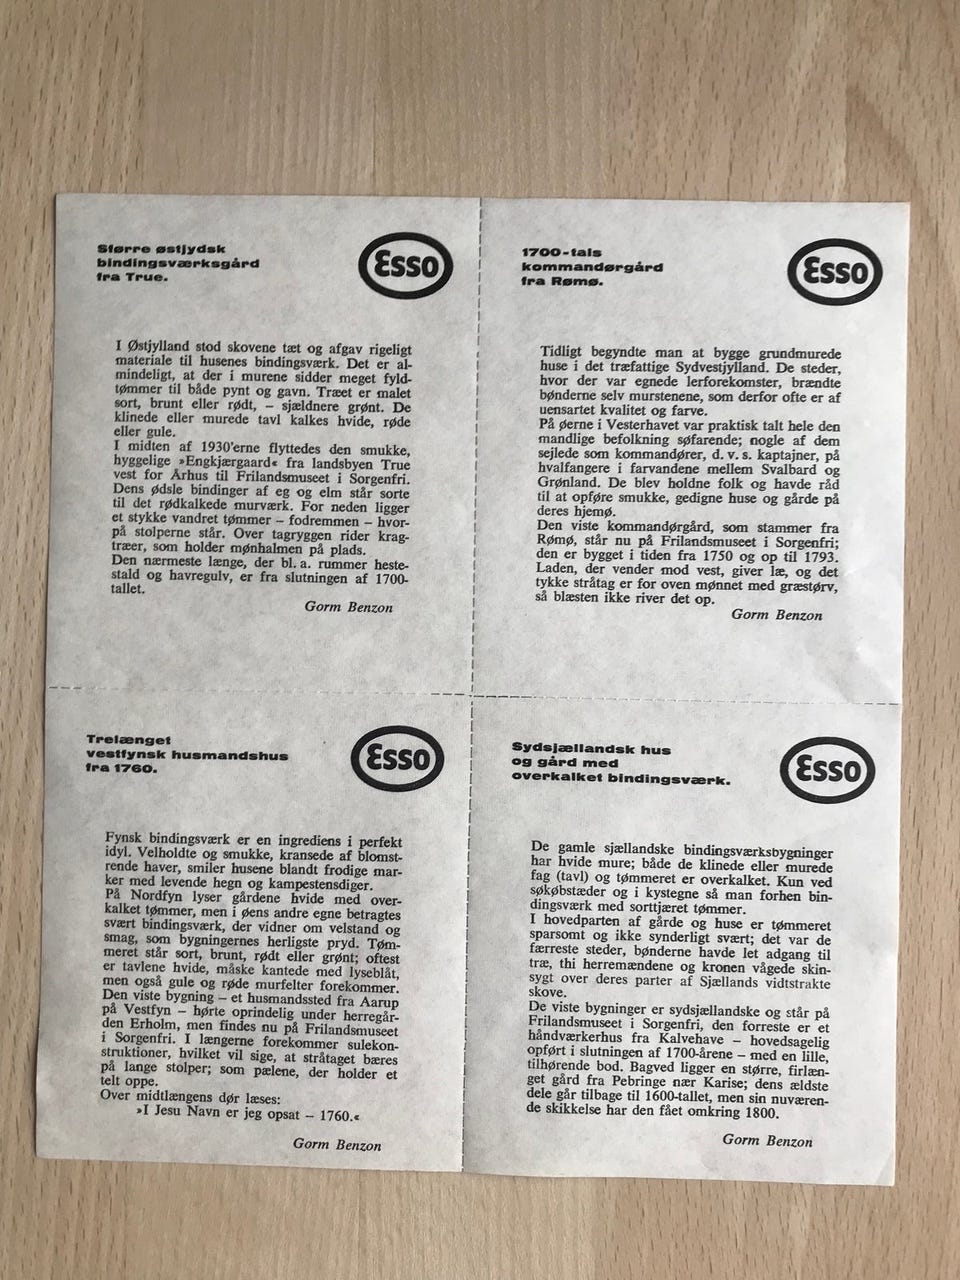 Større østjydsk
bindingsværksgård
fra True.
Esso
I Østjylland stod skovene tæt og afgav rigeligt
materiale til husenes bindingsværk. Det er al-
mindeligt, at der i murene sidder meget fyld-
tømmer til både pynt og gavn. Træet er malet
sort, brunt eller rødt, – sjældnere grønt. De
klinede eller murede tavl kalkes hvide, røde
eller gule.
I midten af 1930'erne flyttedes den smukke,
hyggelige »Engkjærgaard« fra landsbyen True
vest for Århus til Frilandsmuseet i Sorgenfri.
Dens ødsle bindinger af eg og elm står sorte
til det rødkalkede murværk. For neden ligger
et stykke vandret tømmer – fodremmen – hvor-
på stolperne står. Over tagryggen rider krag-
træer, som holder mønhalmen på plads.
Den nærmeste længe, der bl. a. rummer heste-
stald og havregulv, er fra slutningen af 1700-
tallet.
Gorm Benzon
1700-tals
kommandørgård
fra Rømø.
Esso
Tidligt begyndte man at bygge grundmurede
huse i det træfattige Sydvestjylland. De steder,
hvor der var egnede lerforekomster, brændte
bønderne selv murstenene, som derfor ofte er af
uensartet kvalitet og farve.
På øerne i Vesterhavet var praktisk talt hele den
mandlige befolkning søfarende; nogle af dem
sejlede som kommandører, d. v. s. kaptajner, på
hvalfangere i farvandene mellem Svalbard og
Grønland. De blev holdne folk og havde råd
til at opføre smukke, gedigne huse og gårde på
deres hjemø.
Den viste kommandørgård, som stammer fra
Rømø, står nu på Frilandsmuseet i Sorgenfri;
den er bygget i tiden fra 1750 og op til 1793.
Laden, der vender mod vest, giver læ, og det
tykke stråtag er for oven mønnet med græstørv,
så blæsten ikke river det op.
Gorm Benzon
Trelænget
vestfynsk husmandshus
fra 1760.
Esso
Fynsk bindingsværk er en ingrediens i perfekt
idyl. Velholdte og smukke, kransede af blomst-
rende haver, smiler husene blandt frodige mar-
ker med levende hegn og kampestensdiger.
På Nordfyn lyser gårdene hvide med over-
kalket tømmer, men i øens andre egne betragtes
svært bindingsværk, der vidner om velstand og
smag, som bygningernes herligste pryd. Tøm-
meret står sort, brunt, rødt eller grønt; oftest
er tavlene hvide, måske kantede med lyseblåt,
men også gule og røde murfelter forekommer.
Den viste bygning – et husmandssted fra Aarup
på Vestfyn – hørte oprindelig under herregår-
den Erholm, men findes nu på Frilandsmuseet
i Sorgenfri. I længerne forekommer sulekon-
struktioner, hvilket vil sige, at stråtaget bæres
på lange stolper; som pælene, der holder et
telt oppe.
Over midtlængens dør læses:
»I Jesu Navn er jeg opsat – 1760.«
Gorm Benzon
Sydsjællandsk hus
og gård med
overkalket bindingsværk.
Esso
De gamle sjællandske bindingsværksbygninger
har hvide mure; både de klinede eller murede
fag (tavl) og tømmeret er overkalket. Kun ved
søkøbstæder og i kystegne så man forhen bin-
dingsværk med sorttjæret tømmer.
I hovedparten af gårde og huse er tømmeret
sparsomt og ikke synderligt svært; det var de
færreste steder, bønderne havde let adgang til
træ, thi herremændene og kronen vågede skin-
sygt over deres parter af Sjællands vidtstrakte
skove.
De viste bygninger er sydsjællandske og står på
Frilandsmuseet i Sorgenfri, den forreste er et
håndværkerhus fra Kalvehave – hovedsagelig
opført i slutningen af 1700-årene – med en lille,
tilhørende bod. Bagved ligger en større, firlæn-
get gård fra Pebringe nær Karise; dens ældste
dele går tilbage til 1600-tallet, men sin nuværen-
de skikkelse har den fået omkring 1800.
Gorm Benzon